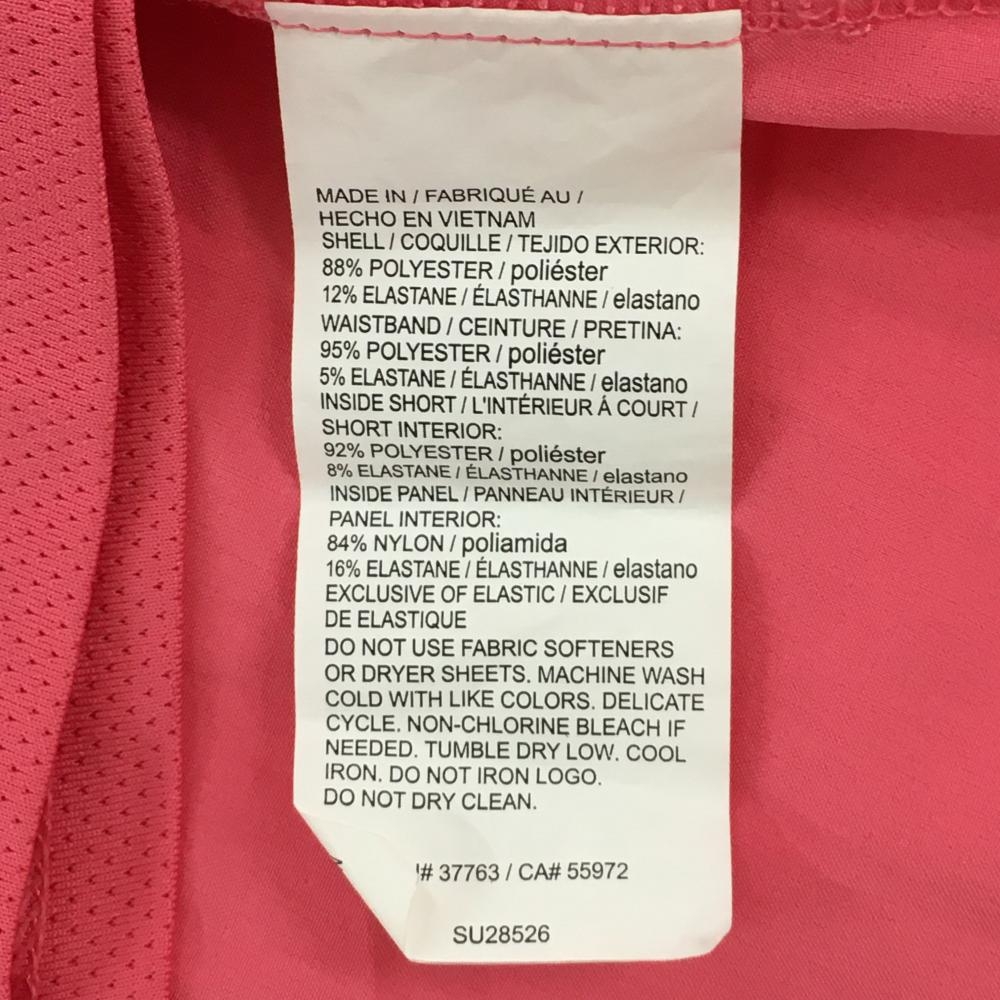 MADE IN / FABRIQUÉ AU /
HECHO EN VIETNAM
SHELL / COQUILLE / TEJIDO EXTERIOR:
88% POLYESTER / poliéster
12% ELASTANE / ÉLASTHANNE / elastano
WAISTBAND / CEINTURE / PRETINA:
95% POLYESTER / poliéster
5% ELASTANE / ÉLASTHANNE / elastano
INSIDE SHORT / L'INTÉRIEUR Á COURT /
SHORT INTERIOR:
92% POLYESTER / poliéster
8% ELASTANE / ÉLASTHANNE / elastano
INSIDE PANEL / PANNEAU INTÉRIEUR /
PANEL INTERIOR:
84% NYLON / poliamida
16% ELASTANE / ÉLASTHANNE / elastano
EXCLUSIVE OF ELASTIC / EXCLUSIF
DE ELASTIQUE
DO NOT USE FABRIC SOFTENERS
OR DRYER SHEETS. MACHINE WASH
COLD WITH LIKE COLORS. DELICATE
CYCLE. NON-CHLORINE BLEACH IF
NEEDED. TUMBLE DRY LOW. COOL
IRON. DO NOT IRON LOGO.
DO NOT DRY CLEAN.
# 37763 / CA# 55972
SU28526